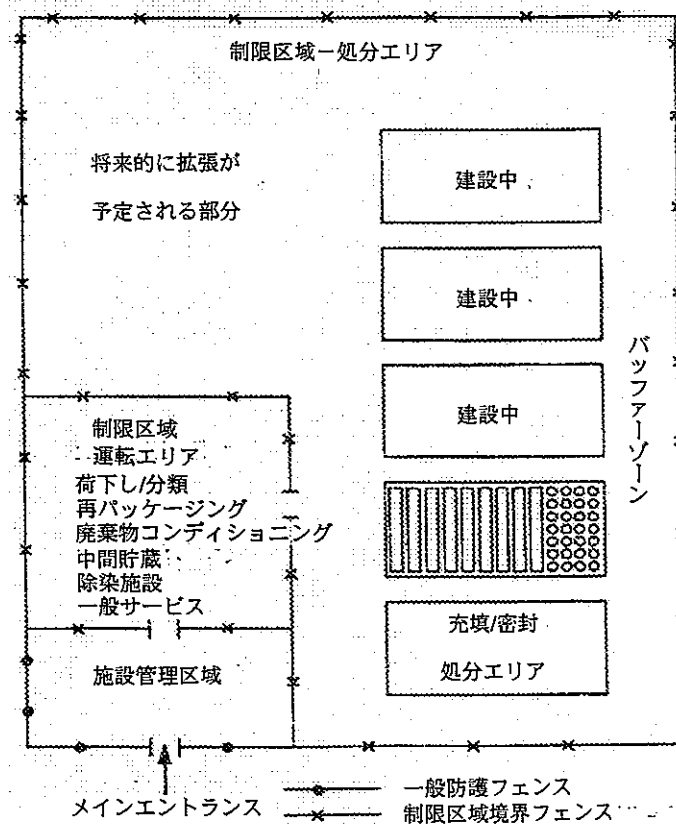 制限区域－処分エリア
将来的に拡張が
予定される部分
建設中
建設中
建設中
バッファーゾーン
制限区域
運転エリア
荷下し/分類
再パッケージング
廃棄物コンディショニング
中間貯蔵
除染施設
一般サービス
充填/密封
処分エリア
施設管理区域
メインエントランス
一般防護フェンス
制限区域境界フェンス